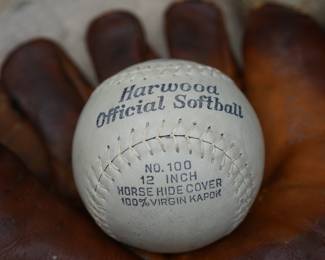 Harwood
Official Softball
NO. 100
12 INCH
HORSE HIDE COVER
100% VIRGIN KAPOK